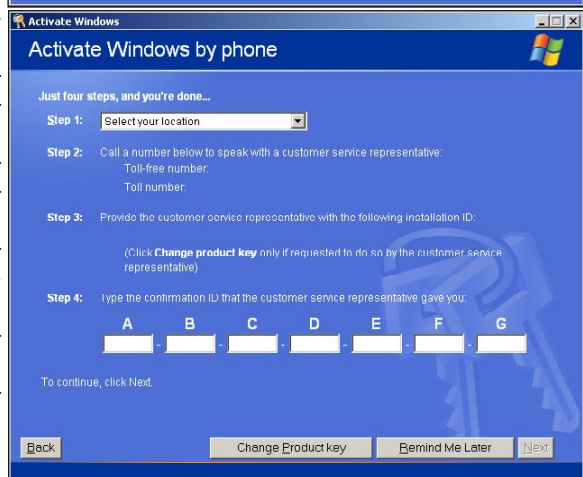 Activate Windows
Activate Windows by phone
Just four steps, and you're done...
Step 1: Select your location
Step 2: Call a number below to speak with a customer service representative:
Toll-free number:
Toll number:
Step 3: Provide the customer service representative with the following installation ID:
(Click Change product key only if requested to do so by the customer service
representative)
Step 4: Type the confirmation ID that the customer service representative gave you:
A B C D E F G
- - - - - -
To continue, click Next.
Back Change Product key Remind Me Later Next